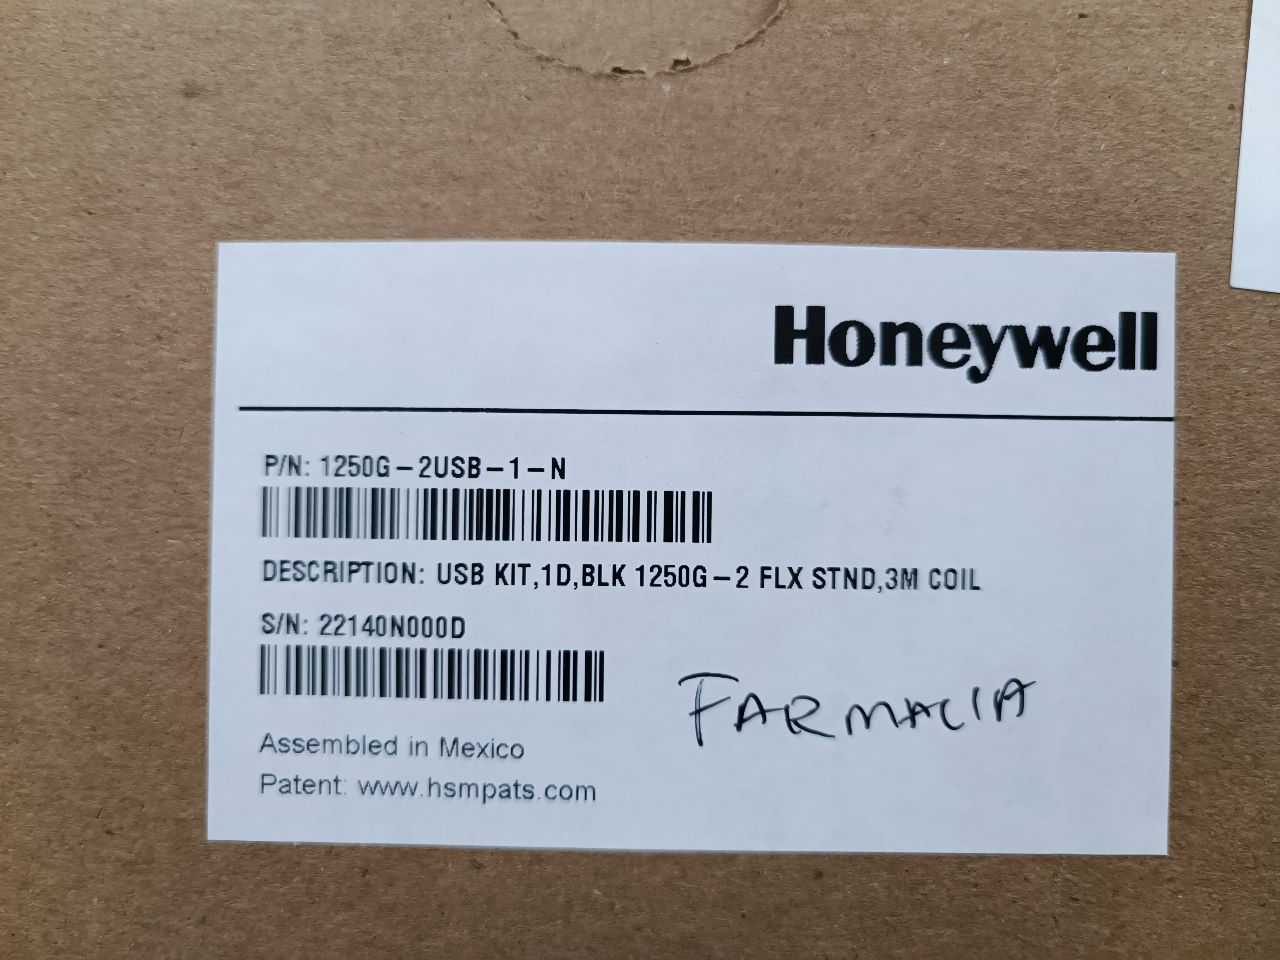 Honeywell
P/N: 1250G-2USB-1-N
DESCRIPTION: USB KIT,1D,BLK 1250G-2 FLX STND,3M COIL
S/N: 22140N000D
FARMACIA
Assembled in Mexico
Patent: www.hsmpats.com